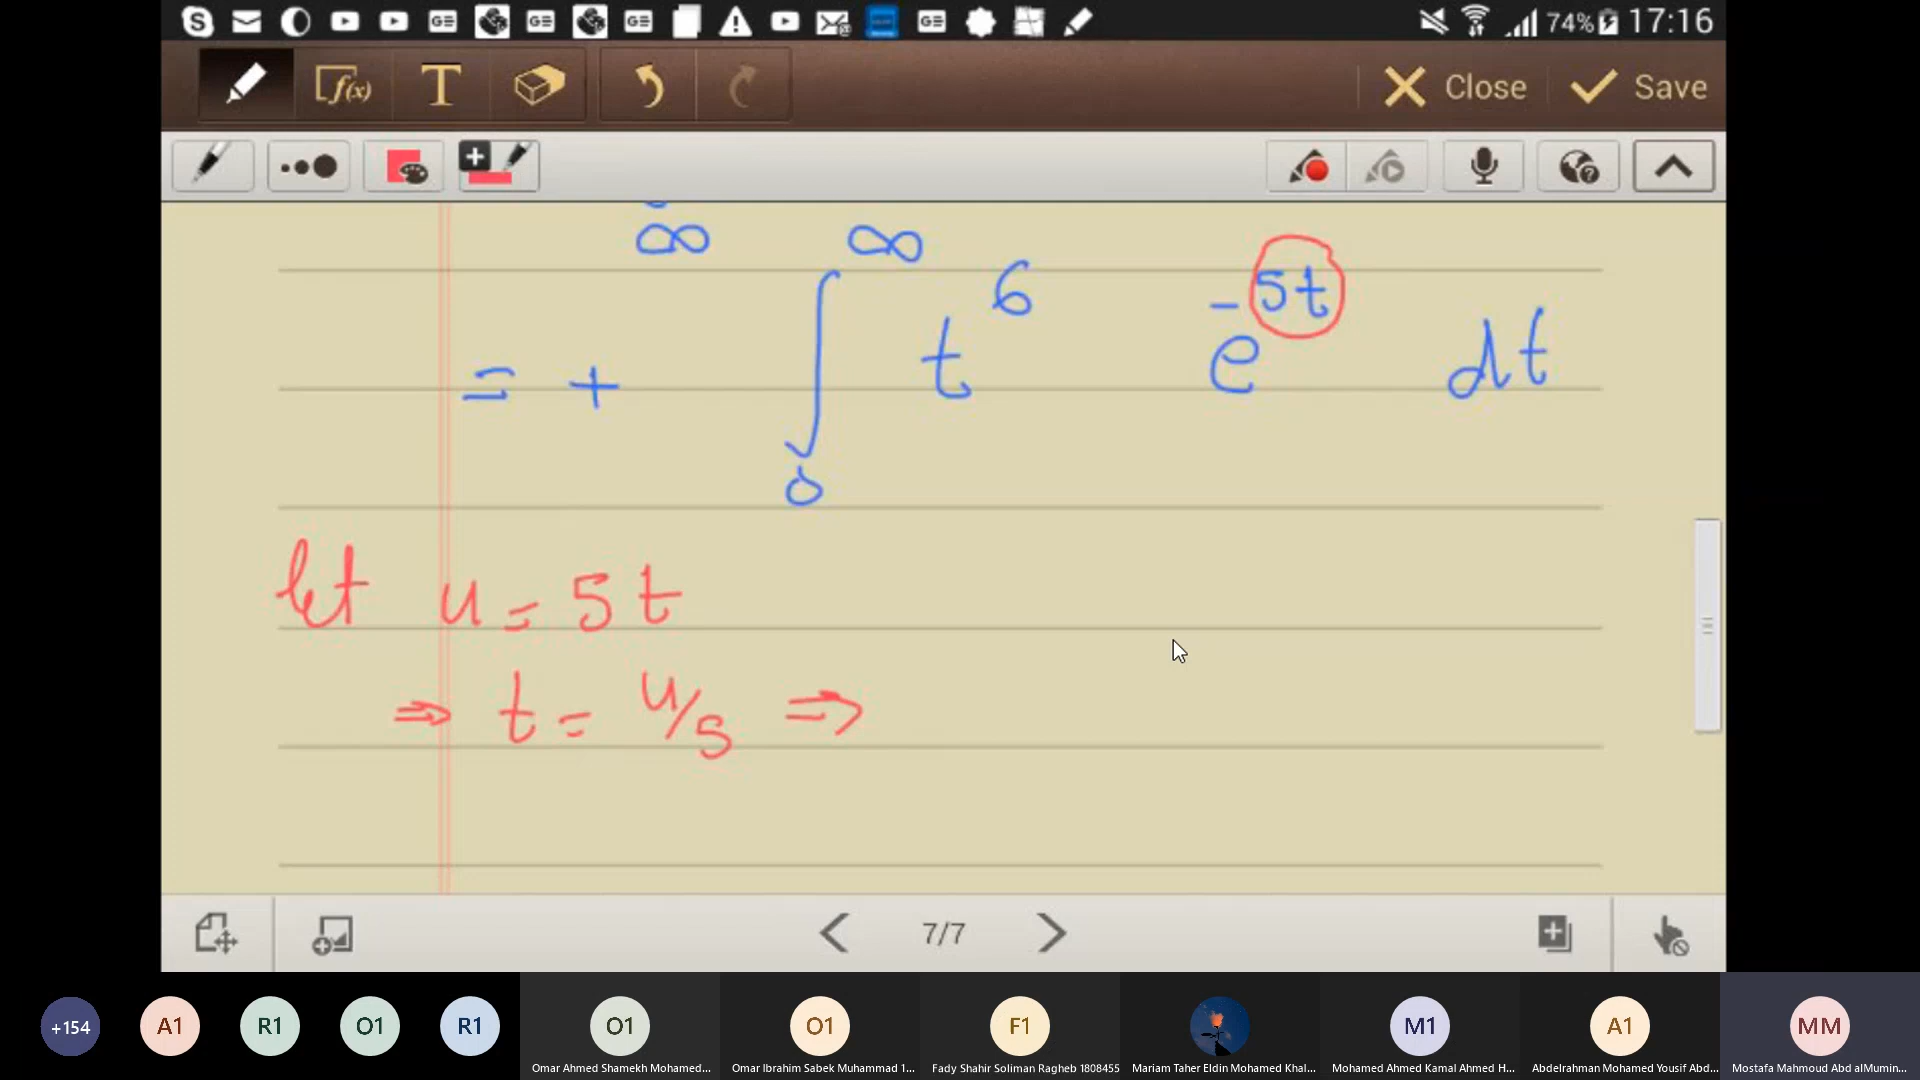 74% 17:16
f(x) T Close Save
∞ ∞
= + ∫ t^6 e^-5t dt
0
let u = 5t
⇒ t = u/5 ⇒
7/7
+154 A1 R1 O1 R1 O1 O1 F1 M1 A1 MM
Omar Ahmed Shamekh Mohamed... Omar Ibrahim Sabek Muhammad 1... Fady Shahir Soliman Ragheb 1808455 Mariam Taher Eldin Mohamed Khal... Mohamed Ahmed Kamal Ahmed H... Abdelrahman Mohamed Yousif Abd... Mostafa Mahmoud Abd alMumin...